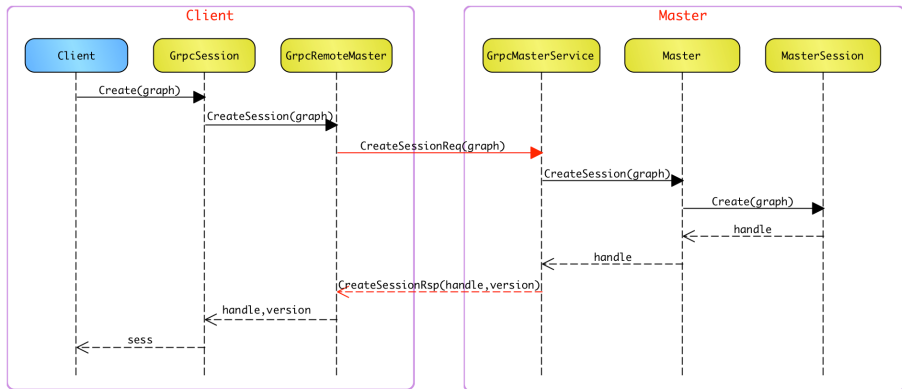 Client
Master
Client
GrpcSession
GrpcRemoteMaster
GrpcMasterService
Master
MasterSession
Create(graph)
CreateSession(graph)
CreateSessionReq(graph)
CreateSession(graph)
Create(graph)
handle
handle
CreateSessionRsp(handle,version)
handle,version
sess